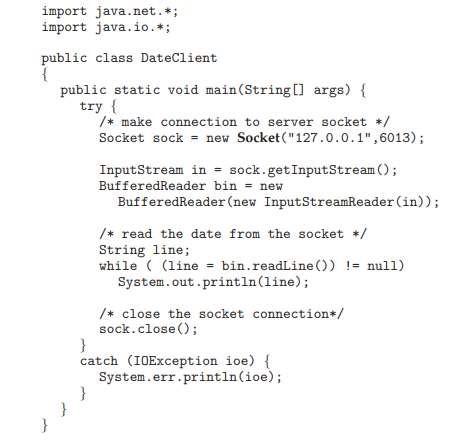 import java.net.*;
import java.io.*;
public class DateClient
{
public static void main(String[] args) {
try {
/* make connection to server socket */
Socket sock = new Socket("127.0.0.1",6013);
InputStream in = sock.getInputStream();
BufferedReader bin = new
BufferedReader(new InputStreamReader(in));
/* read the date from the socket */
String line;
while ( (line = bin.readLine()) != null)
System.out.println(line);
/* close the socket connection*/
sock.close();
}
catch (IOException ioe) {
System.err.println(ioe);
}
}
}